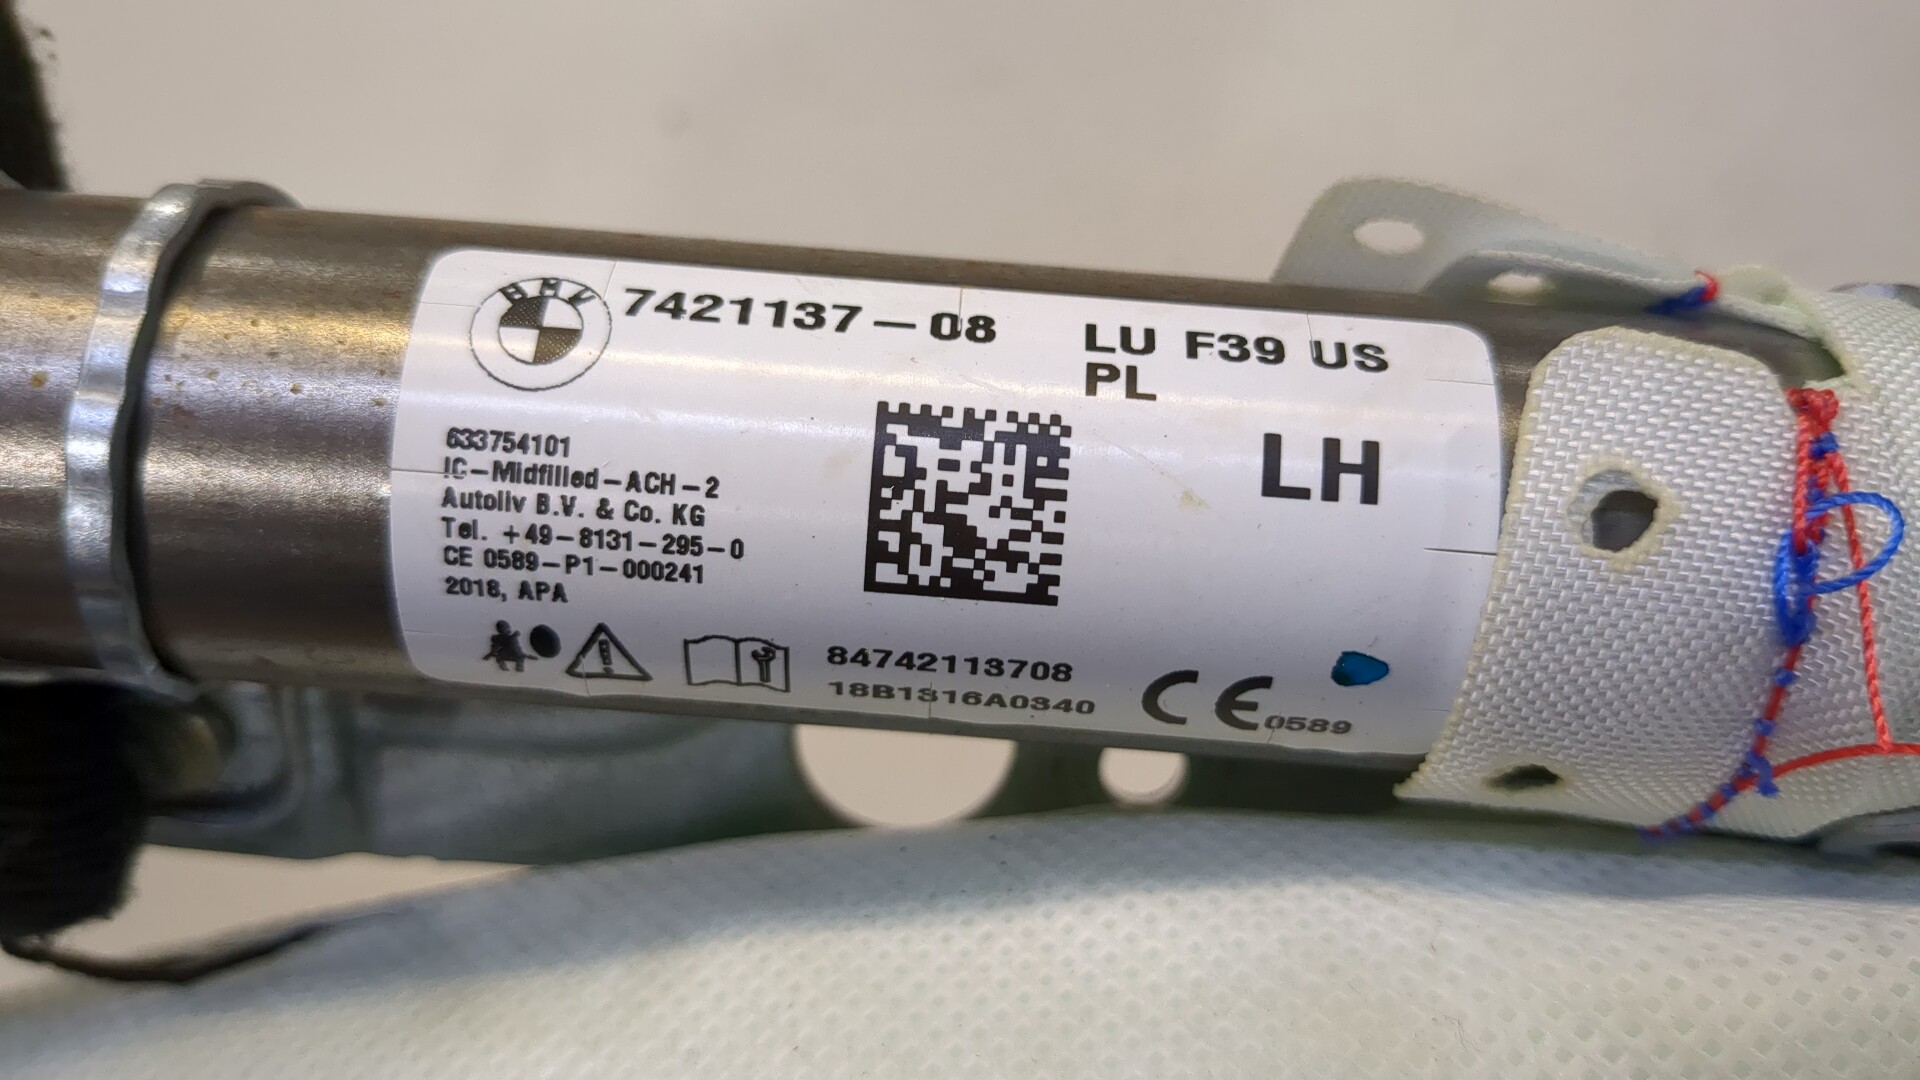 BMW
7421137-08
LU F39 US
PL
LH
633754101
IC-Midfilled-ACH-2
Autoliv B.V. & Co. KG
Tel. +49-8131-295-0
CE 0589-P1-000241
2018, APA
84742113708
18B1316A0340
CE 0589